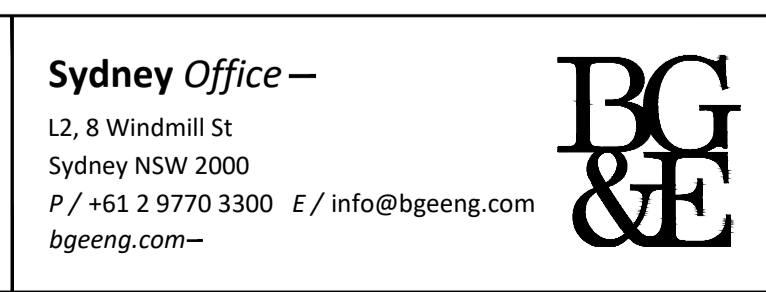 Sydney Office—
L2, 8 Windmill St
Sydney NSW 2000
P / +61 2 9770 3300 E / info@bgeeng.com
bgeeng.com—
BG
&E